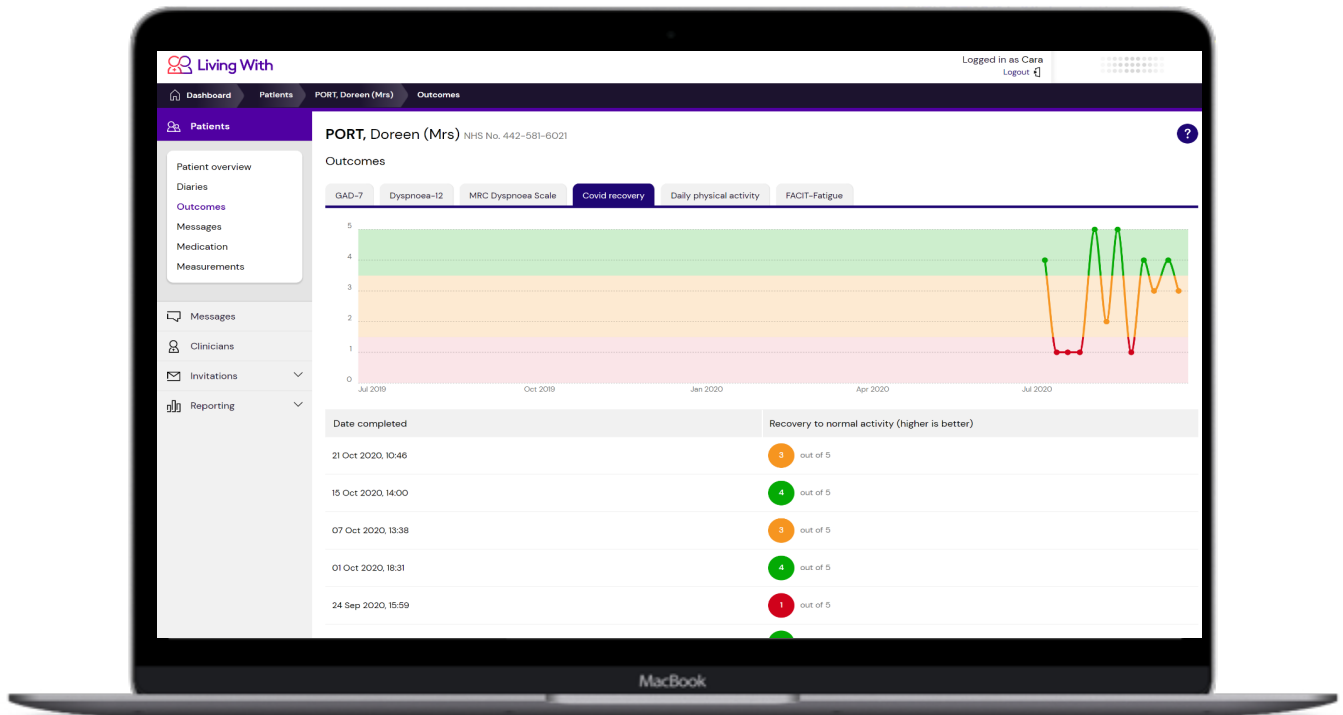 Living With
Logged in as Cara
Logout
Dashboard
Patients
PORT, Doreen (Mrs)
Outcomes
Patients
Patient overview
Diaries
Outcomes
Messages
Medication
Measurements
Messages
Clinicians
Invitations
Reporting
PORT, Doreen (Mrs) NHS No. 442-581-6021
?
Outcomes
GAD-7
Dyspnoea-12
MRC Dyspnoea Scale
Covid recovery
Daily physical activity
FACIT-Fatigue
5
4
3
2
1
0
Jul 2019
Oct 2019
Jan 2020
Apr 2020
Jul 2020
Date completed
Recovery to normal activity (higher is better)
21 Oct 2020, 10:46
3 out of 5
15 Oct 2020, 14:00
4 out of 5
07 Oct 2020, 13:38
3 out of 5
01 Oct 2020, 18:31
4 out of 5
24 Sep 2020, 15:59
1 out of 5
MacBook